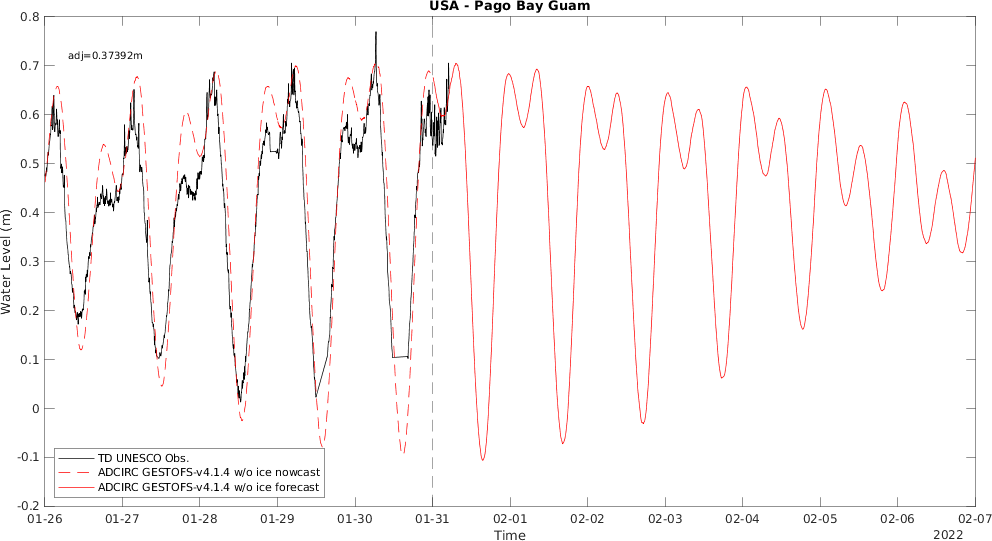 USA - Pago Bay Guam
adj=0.37392m
Water Level (m)
0.8
0.7
0.6
0.5
0.4
0.3
0.2
0.1
0
-0.1
-0.2
TD UNESCO Obs.
ADCIRC GESTOFS-v4.1.4 w/o ice nowcast
ADCIRC GESTOFS-v4.1.4 w/o ice forecast
01-26 01-27 01-28 01-29 01-30 01-31 02-01 02-02 02-03 02-04 02-05 02-06 02-07
Time
2022